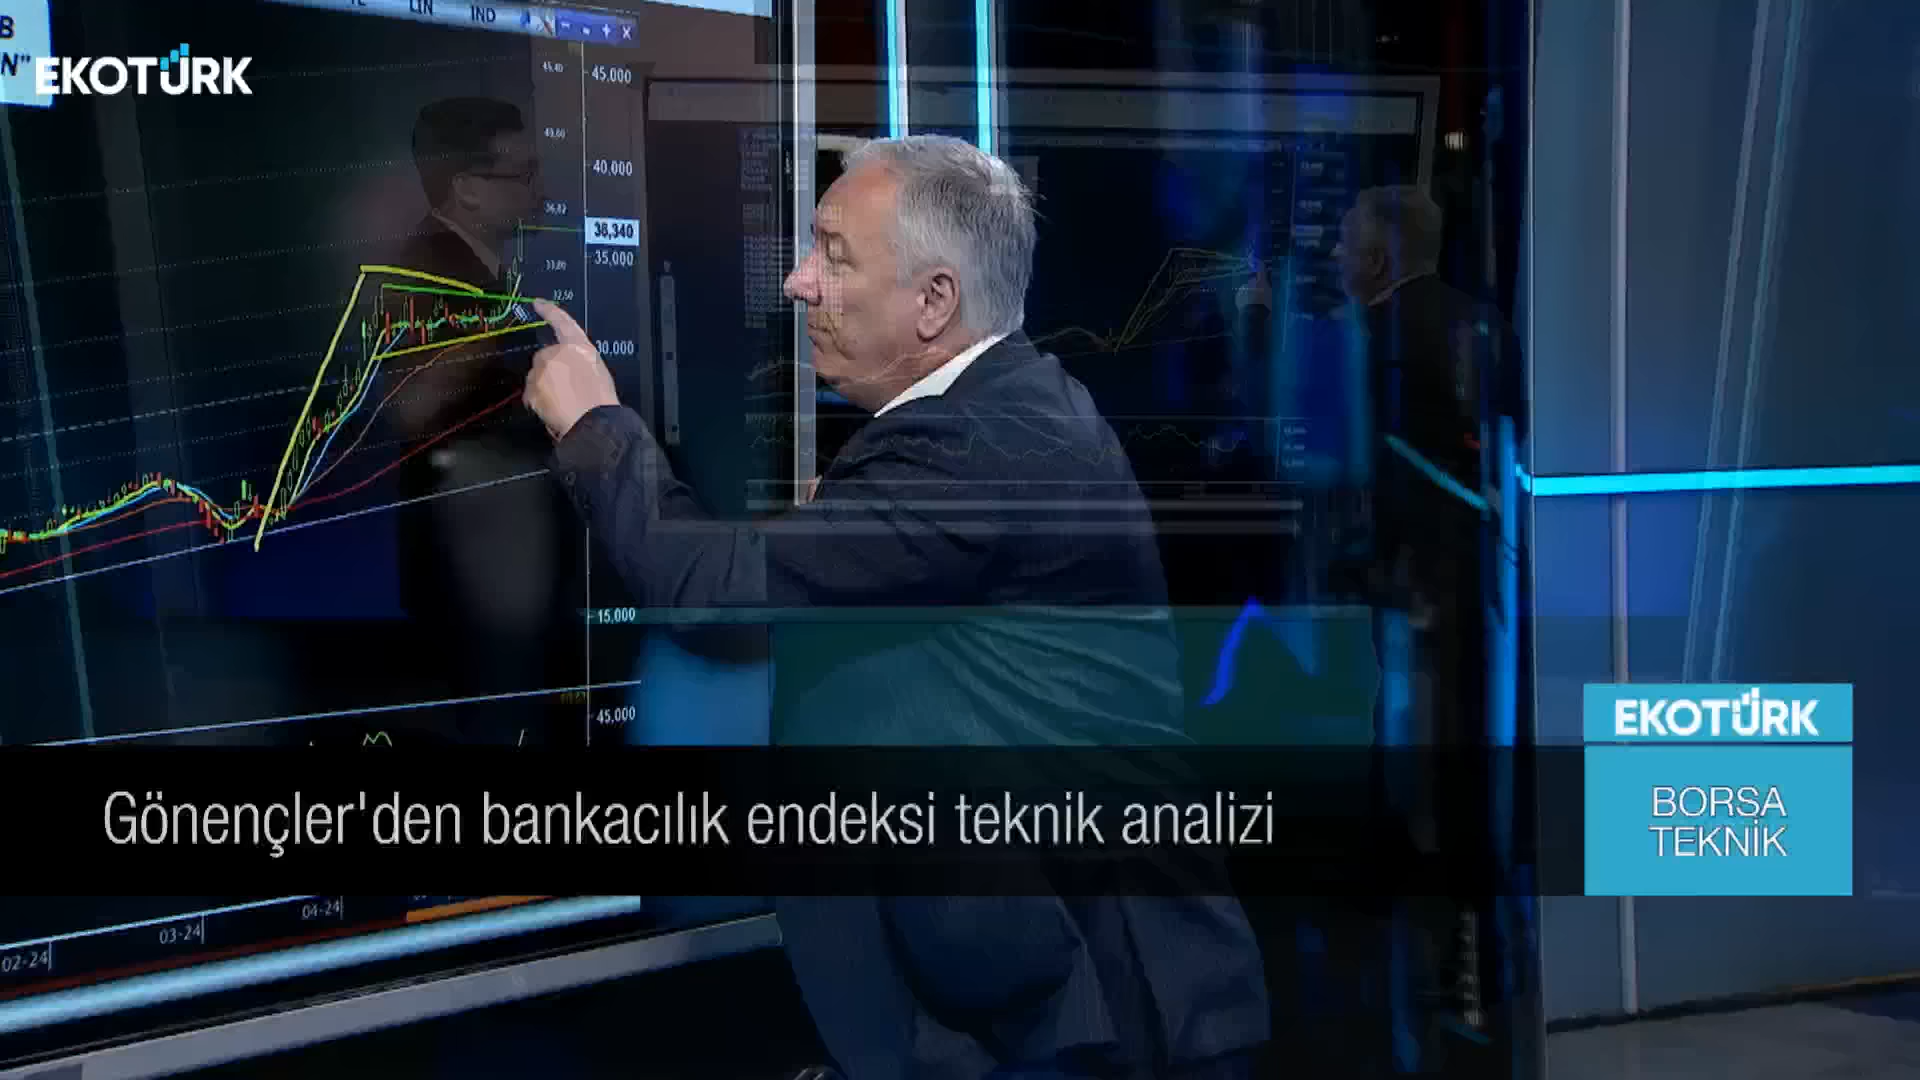 LIN IND
B
N"
EKOTÜRK
45,000
40,000
36,340
35,000
30,000
15,000
45,000
Gönençler'den bankacılık endeksi teknik analizi
EKOTÜRK
BORSA
TEKNİK
02-24
03-24
04-24